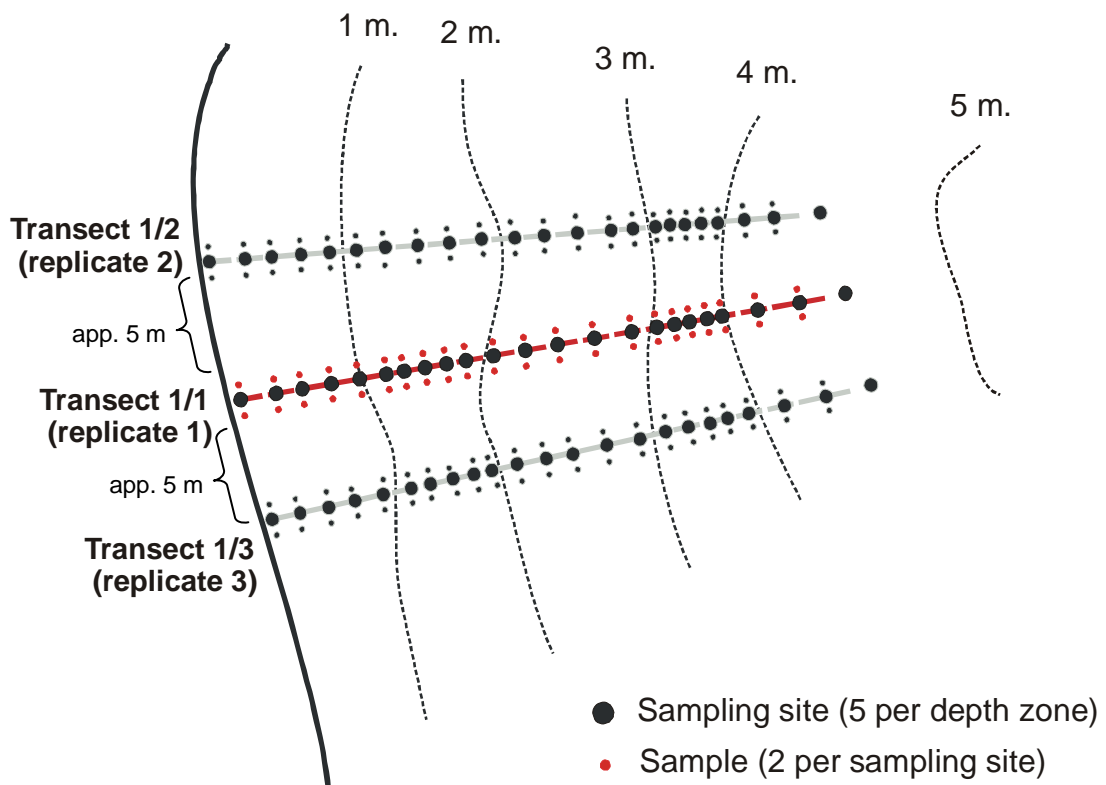 1 m.
2 m.
3 m.
4 m.
5 m.
Transect 1/2
(replicate 2)
app. 5 m
Transect 1/1
(replicate 1)
app. 5 m
Transect 1/3
(replicate 3)
Sampling site (5 per depth zone)
Sample (2 per sampling site)